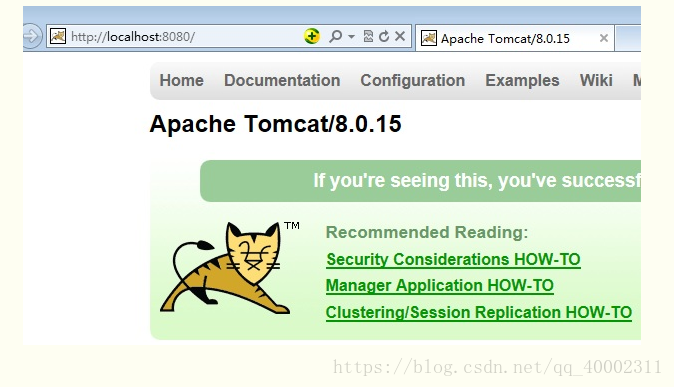 http://localhost:8080/
Apache Tomcat/8.0.15
Home Documentation Configuration Examples Wiki M
Apache Tomcat/8.0.15
If you're seeing this, you've successf
TM
Recommended Reading:
Security Considerations HOW-TO
Manager Application HOW-TO
Clustering/Session Replication HOW-TO
https://blog.csdn.net/qq_40002311